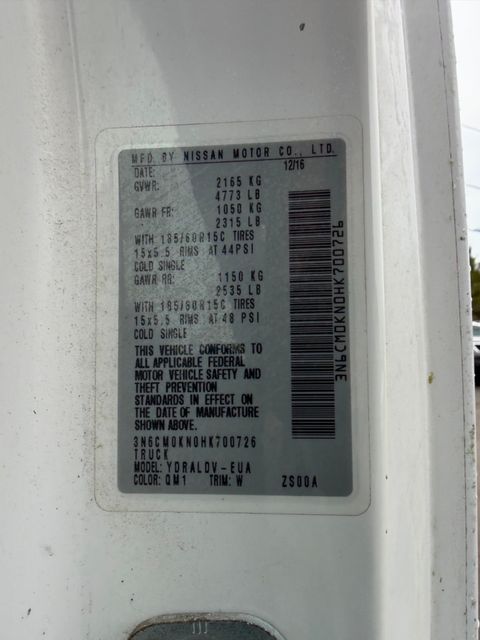 MFD. BY NISSAN MOTOR CO., LTD.
DATE: 12/16
GVWR: 2165 KG
4773 LB
GAWR FR: 1050 KG
2315 LB
WITH 185/60R15C TIRES
15x5.5 RIMS AT 44PSI
COLD SINGLE
GAWR RR: 1150 KG
2535 LB
WITH 185/60R15C TIRES
15x5.5 RIMS AT 48 PSI
COLD SINGLE
THIS VEHICLE CONFORMS TO
ALL APPLICABLE FEDERAL
MOTOR VEHICLE SAFETY AND
THEFT PREVENTION
STANDARDS IN EFFECT ON
THE DATE OF MANUFACTURE
SHOWN ABOVE.
3N6CM0KN0HK700726
TRUCK
MODEL: YDRALDV-EUA
COLOR: QM1 TRIM: W ZS00A
3N6CM0KN0HK700726